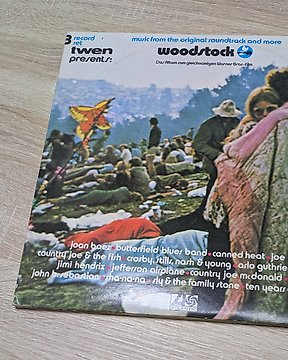 3 record
set
twen
presents:
music from the original soundtrack and more
woodstock
Das Album zum gleichnamigen Warner Bros.-Film
joan baez • butterfield blues band • canned heat • joe
country joe & the fish • crosby, stills, nash & young • arlo guthrie
jimi hendrix • jefferson airplane • country joe mcdonald
john b. sebastian • sha-na-na • sly & the family stone • ten years